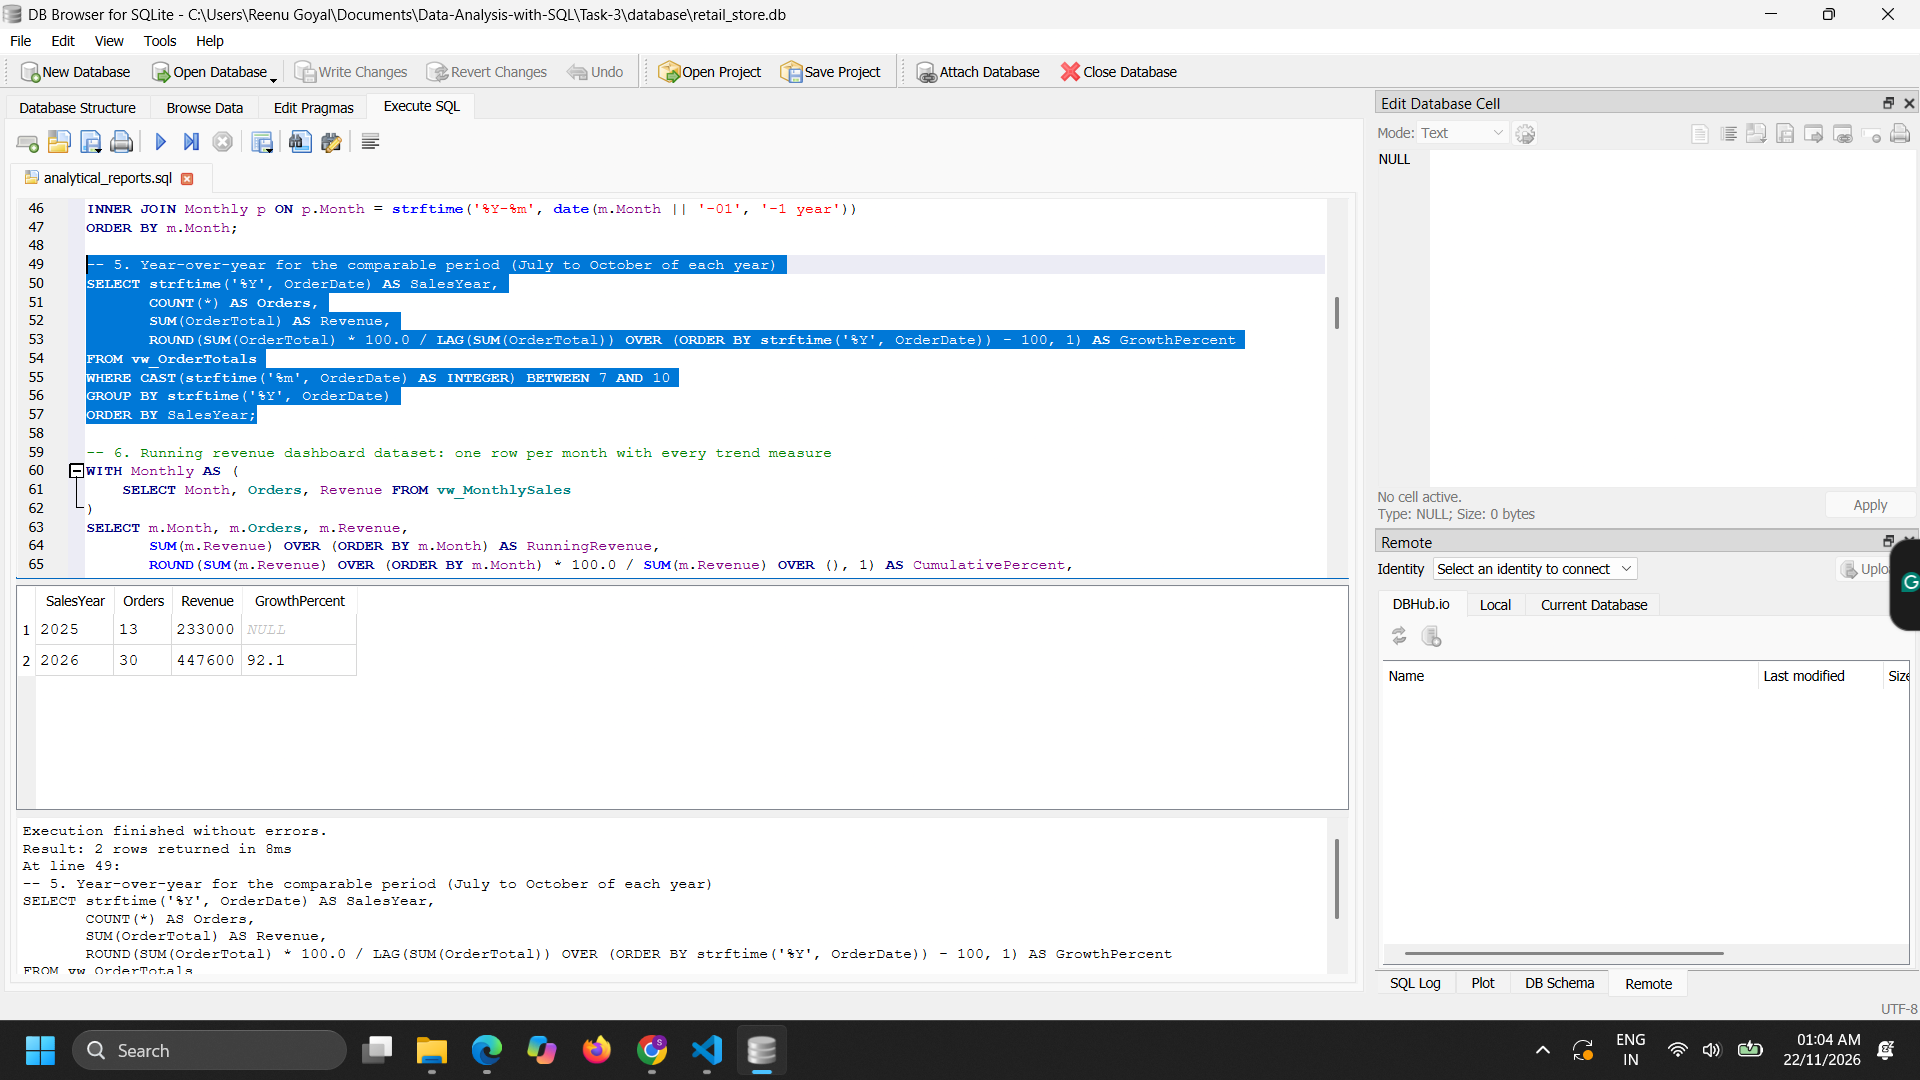 DB Browser for SQLite - C:\Users\Reenu Goyal\Documents\Data-Analysis-with-SQL\Task-3\database\retail_store.db
File Edit View Tools Help
New Database Open Database Write Changes Revert Changes Undo Open Project Save Project Attach Database Close Database
Database Structure Browse Data Edit Pragmas Execute SQL
analytical_reports.sql
46 INNER JOIN Monthly p ON p.Month = strftime('%Y-%m', date(m.Month || '-01', '-1 year'))
47 ORDER BY m.Month;
48
49 -- 5. Year-over-year for the comparable period (July to October of each year)
50 SELECT strftime('%Y', OrderDate) AS SalesYear,
51 COUNT(*) AS Orders,
52 SUM(OrderTotal) AS Revenue,
53 ROUND(SUM(OrderTotal) * 100.0 / LAG(SUM(OrderTotal)) OVER (ORDER BY strftime('%Y', OrderDate)) - 100, 1) AS GrowthPercent
54 FROM vw_OrderTotals
55 WHERE CAST(strftime('%m', OrderDate) AS INTEGER) BETWEEN 7 AND 10
56 GROUP BY strftime('%Y', OrderDate)
57 ORDER BY SalesYear;
58
59 -- 6. Running revenue dashboard dataset: one row per month with every trend measure
60 WITH Monthly AS (
61 SELECT Month, Orders, Revenue FROM vw_MonthlySales
62 )
63 SELECT m.Month, m.Orders, m.Revenue,
64 SUM(m.Revenue) OVER (ORDER BY m.Month) AS RunningRevenue,
65 ROUND(SUM(m.Revenue) OVER (ORDER BY m.Month) * 100.0 / SUM(m.Revenue) OVER (), 1) AS CumulativePercent,
SalesYear Orders Revenue GrowthPercent
1 2025 13 233000 NULL
2 2026 30 447600 92.1
Execution finished without errors.
Result: 2 rows returned in 8ms
At line 49:
-- 5. Year-over-year for the comparable period (July to October of each year)
SELECT strftime('%Y', OrderDate) AS SalesYear,
COUNT(*) AS Orders,
SUM(OrderTotal) AS Revenue,
ROUND(SUM(OrderTotal) * 100.0 / LAG(SUM(OrderTotal)) OVER (ORDER BY strftime('%Y', OrderDate)) - 100, 1) AS GrowthPercent
FROM vw_OrderTotals
Edit Database Cell
Mode: Text
NULL
No cell active.
Type: NULL; Size: 0 bytes
Apply
Remote
Identity Select an identity to connect Uplo
DBHub.io Local Current Database
Name Last modified Size
SQL Log Plot DB Schema Remote
UTF-8
Search
ENG
IN
01:04 AM
22/11/2026